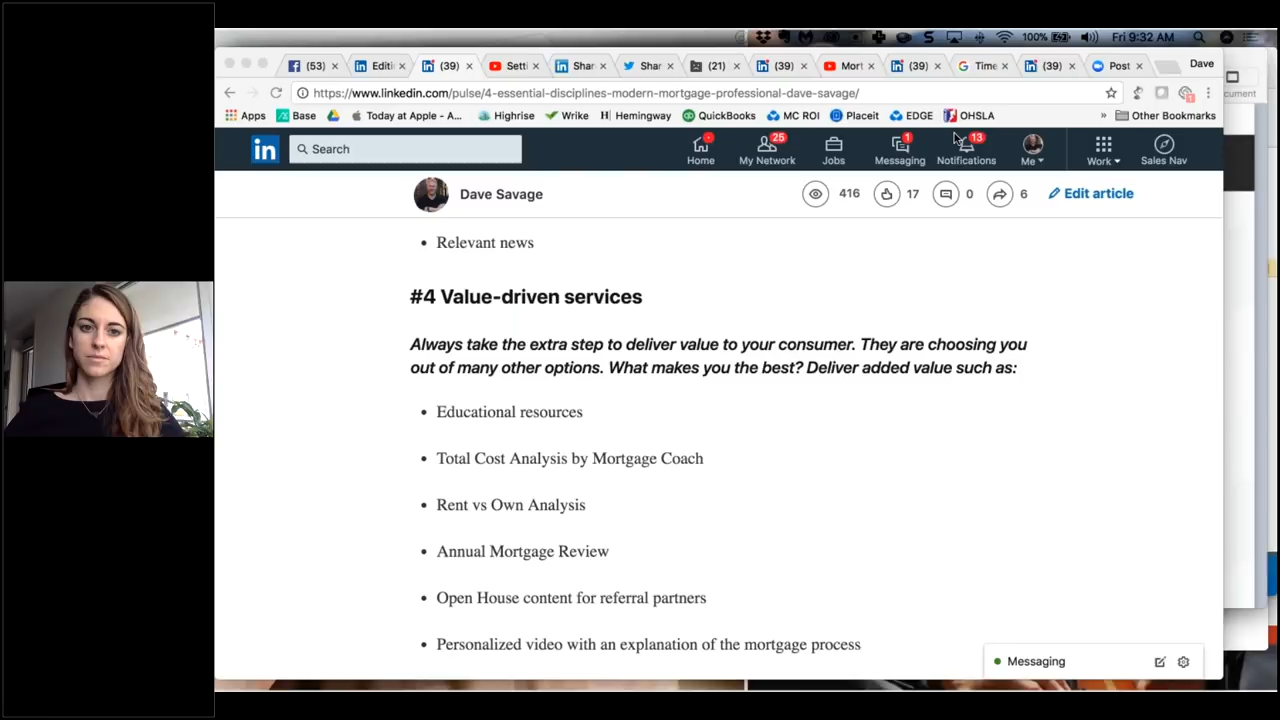 100% Fri 9:32 AM
(53) Editi (39) Setti Shar Shar (21) (39) Mort (39) Time (39) Post Dave
https://www.linkedin.com/pulse/4-essential-disciplines-modern-mortgage-professional-dave-savage/
cument
Apps Base Today at Apple - A... Highrise Wrike Hemingway QuickBooks MC ROI Placeit EDGE OHSLA » Other Bookmarks
in Search Home 25 My Network Jobs 1 Messaging 13 Notifications Me Work Sales Nav
Dave Savage 416 17 0 6 Edit article
• Relevant news
#4 Value-driven services
Always take the extra step to deliver value to your consumer. They are choosing you
out of many other options. What makes you the best? Deliver added value such as:
• Educational resources
• Total Cost Analysis by Mortgage Coach
• Rent vs Own Analysis
• Annual Mortgage Review
• Open House content for referral partners
• Personalized video with an explanation of the mortgage process
Messaging